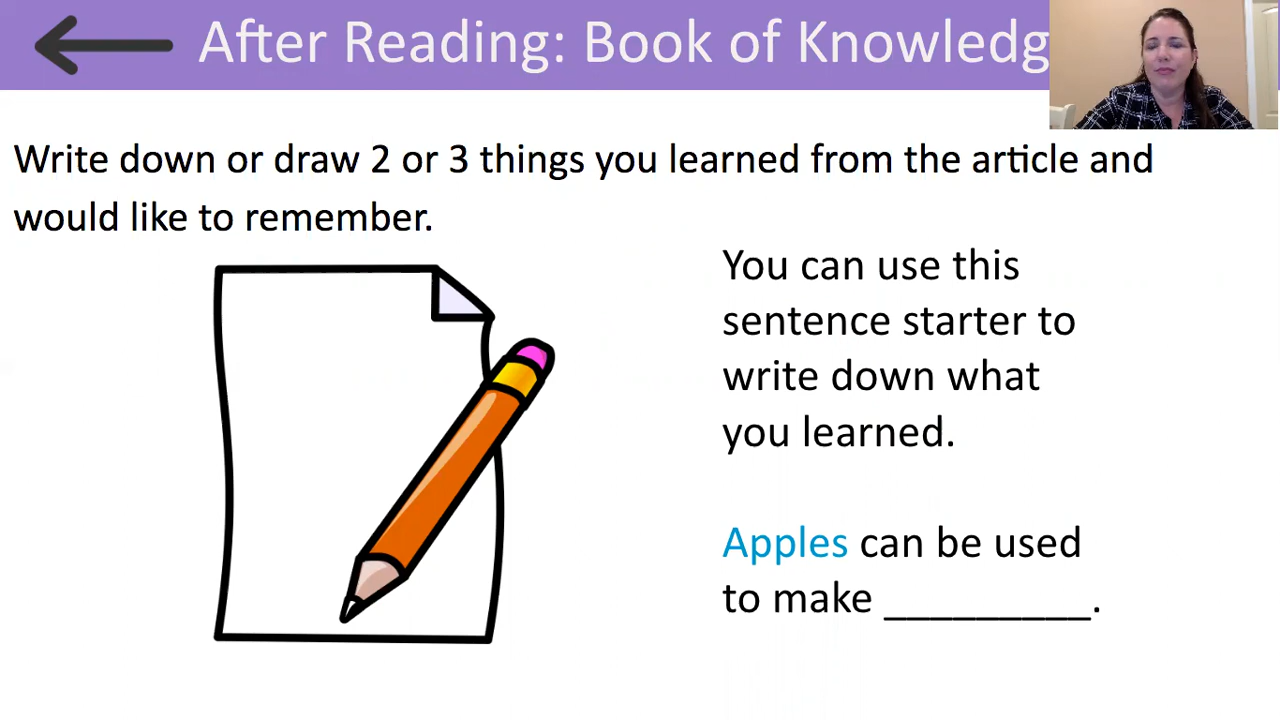 After Reading: Book of Knowledg
Write down or draw 2 or 3 things you learned from the article and
would like to remember.
You can use this
sentence starter to
write down what
you learned.
Apples can be used
to make _________.